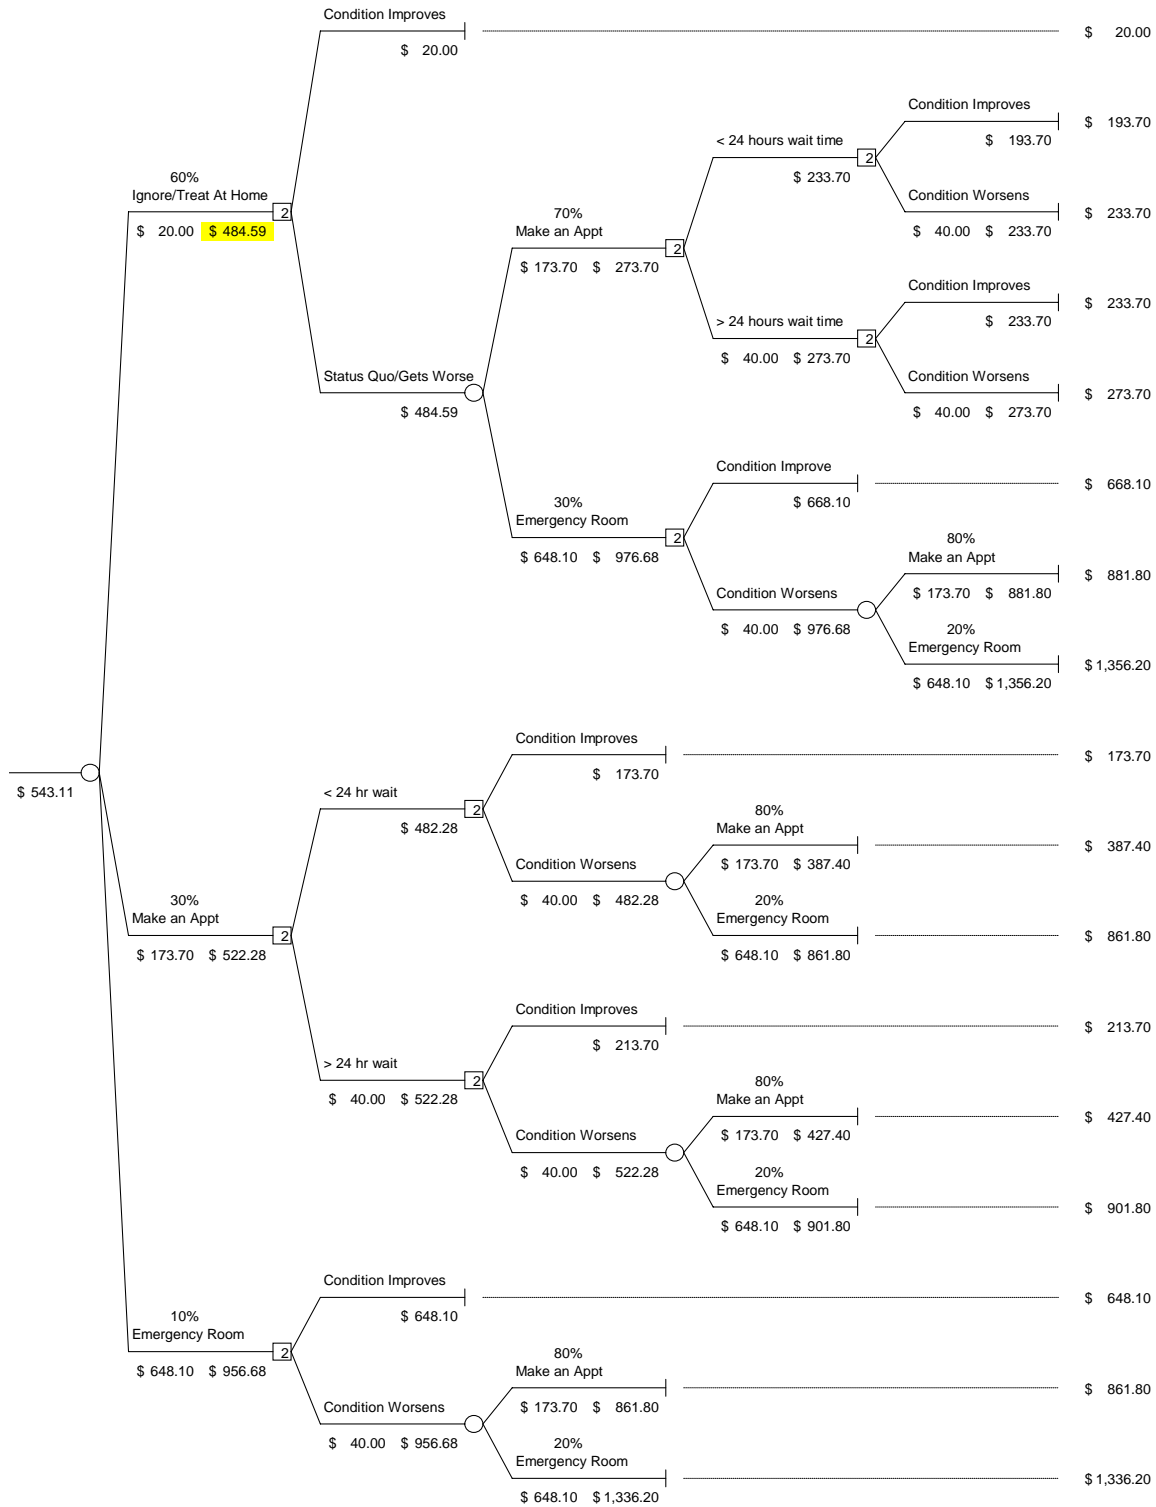 Condition Improves
$ 20.00
$ 20.00
Condition Improves
$ 193.70
$ 193.70
< 24 hours wait time
2
$ 233.70
60%
Ignore/Treat At Home
2
$ 20.00 $ 484.59
Condition Worsens
$ 233.70
$ 40.00 $ 233.70
70%
Make an Appt
2
$ 173.70 $ 273.70
Condition Improves
$ 233.70
$ 233.70
> 24 hours wait time
2
$ 40.00 $ 273.70
Status Quo/Gets Worse
$ 484.59
Condition Worsens
$ 273.70
$ 40.00 $ 273.70
Condition Improve
$ 668.10
$ 668.10
30%
Emergency Room
2
$ 648.10 $ 976.68
80%
Make an Appt
$ 881.80
$ 173.70 $ 881.80
Condition Worsens
$ 40.00 $ 976.68
20%
Emergency Room
$ 1,356.20
$ 648.10 $ 1,356.20
$ 543.11
Condition Improves
$ 173.70
$ 173.70
< 24 hr wait
2
$ 482.28
80%
Make an Appt
$ 387.40
$ 173.70 $ 387.40
Condition Worsens
$ 40.00 $ 482.28
30%
Make an Appt
2
$ 173.70 $ 522.28
20%
Emergency Room
$ 861.80
$ 648.10 $ 861.80
Condition Improves
$ 213.70
$ 213.70
> 24 hr wait
2
$ 40.00 $ 522.28
80%
Make an Appt
$ 427.40
$ 173.70 $ 427.40
Condition Worsens
$ 40.00 $ 522.28
20%
Emergency Room
$ 901.80
$ 648.10 $ 901.80
Condition Improves
$ 648.10
$ 648.10
10%
Emergency Room
2
$ 648.10 $ 956.68
80%
Make an Appt
$ 861.80
$ 173.70 $ 861.80
Condition Worsens
$ 40.00 $ 956.68
20%
Emergency Room
$ 1,336.20
$ 648.10 $ 1,336.20